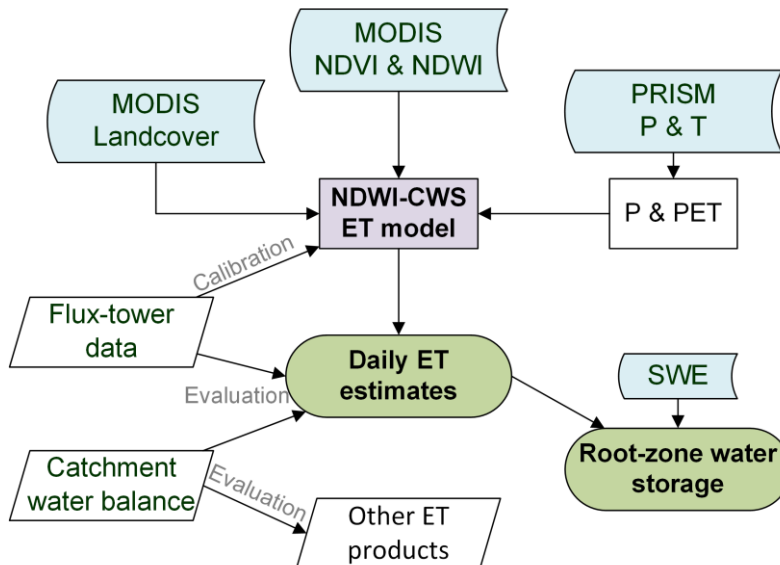 MODIS
NDVI & NDWI
MODIS
Landcover
PRISM
P & T
NDWI-CWS
ET model
P & PET
Calibration
Flux-tower
data
Daily ET
estimates
SWE
Evaluation
Root-zone water
storage
Catchment
water balance
Evaluation
Other ET
products